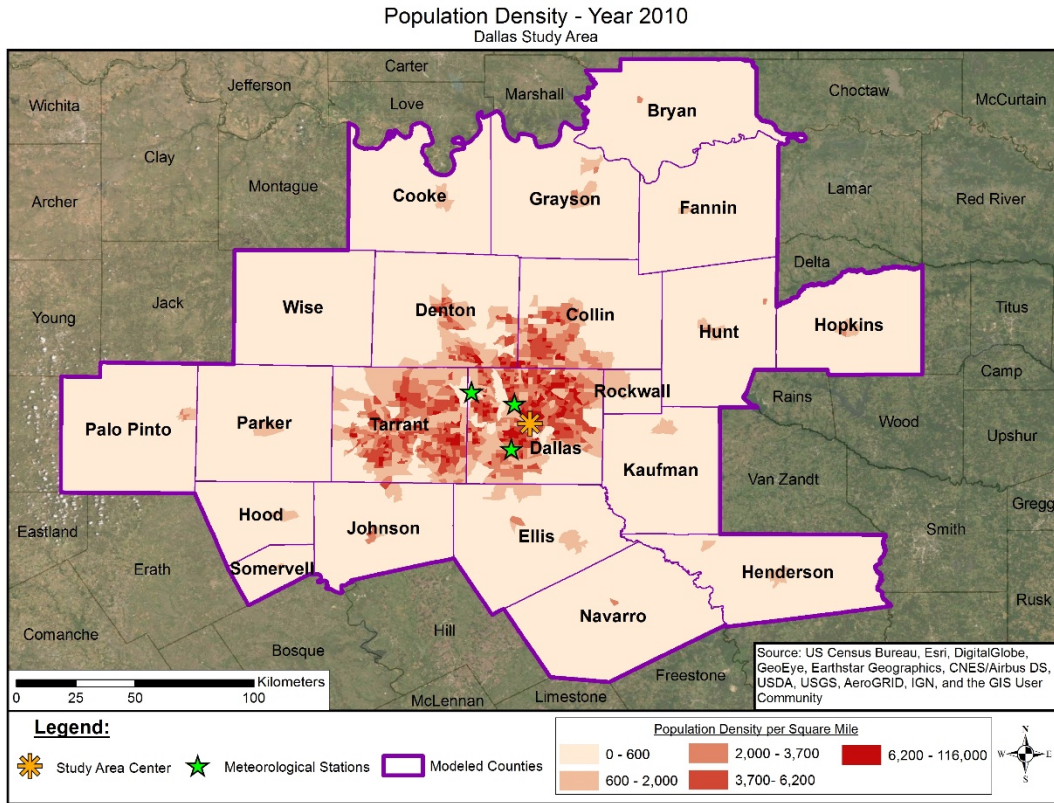 Population Density - Year 2010
Dallas Study Area
Carter
Jefferson
Wichita
Love
Marshall
Bryan
Choctaw
McCurtain
Clay
Montague
Archer
Cooke
Grayson
Fannin
Lamar
Red River
Delta
Jack
Young
Wise
Denton
Collin
Hunt
Hopkins
Titus
Camp
Rockwall
Rains
Wood
Palo Pinto
Parker
Tarrant
Dallas
Upshur
Kaufman
Van Zandt
Gregg
Eastland
Hood
Johnson
Ellis
Smith
Erath
Somervell
Henderson
Rusk
Navarro
Comanche
Hill
Bosque
Freestone
McLennan
Limestone
Kilometers
0 25 50 100
Source: US Census Bureau, Esri, DigitalGlobe,
GeoEye, Earthstar Geographics, CNES/Airbus DS,
USDA, USGS, AeroGRID, IGN, and the GIS User
Community
Legend:
Study Area Center
Meteorological Stations
Modeled Counties
Population Density per Square Mile
0 - 600
600 - 2,000
2,000 - 3,700
3,700- 6,200
6,200 - 116,000
N
W
E
S